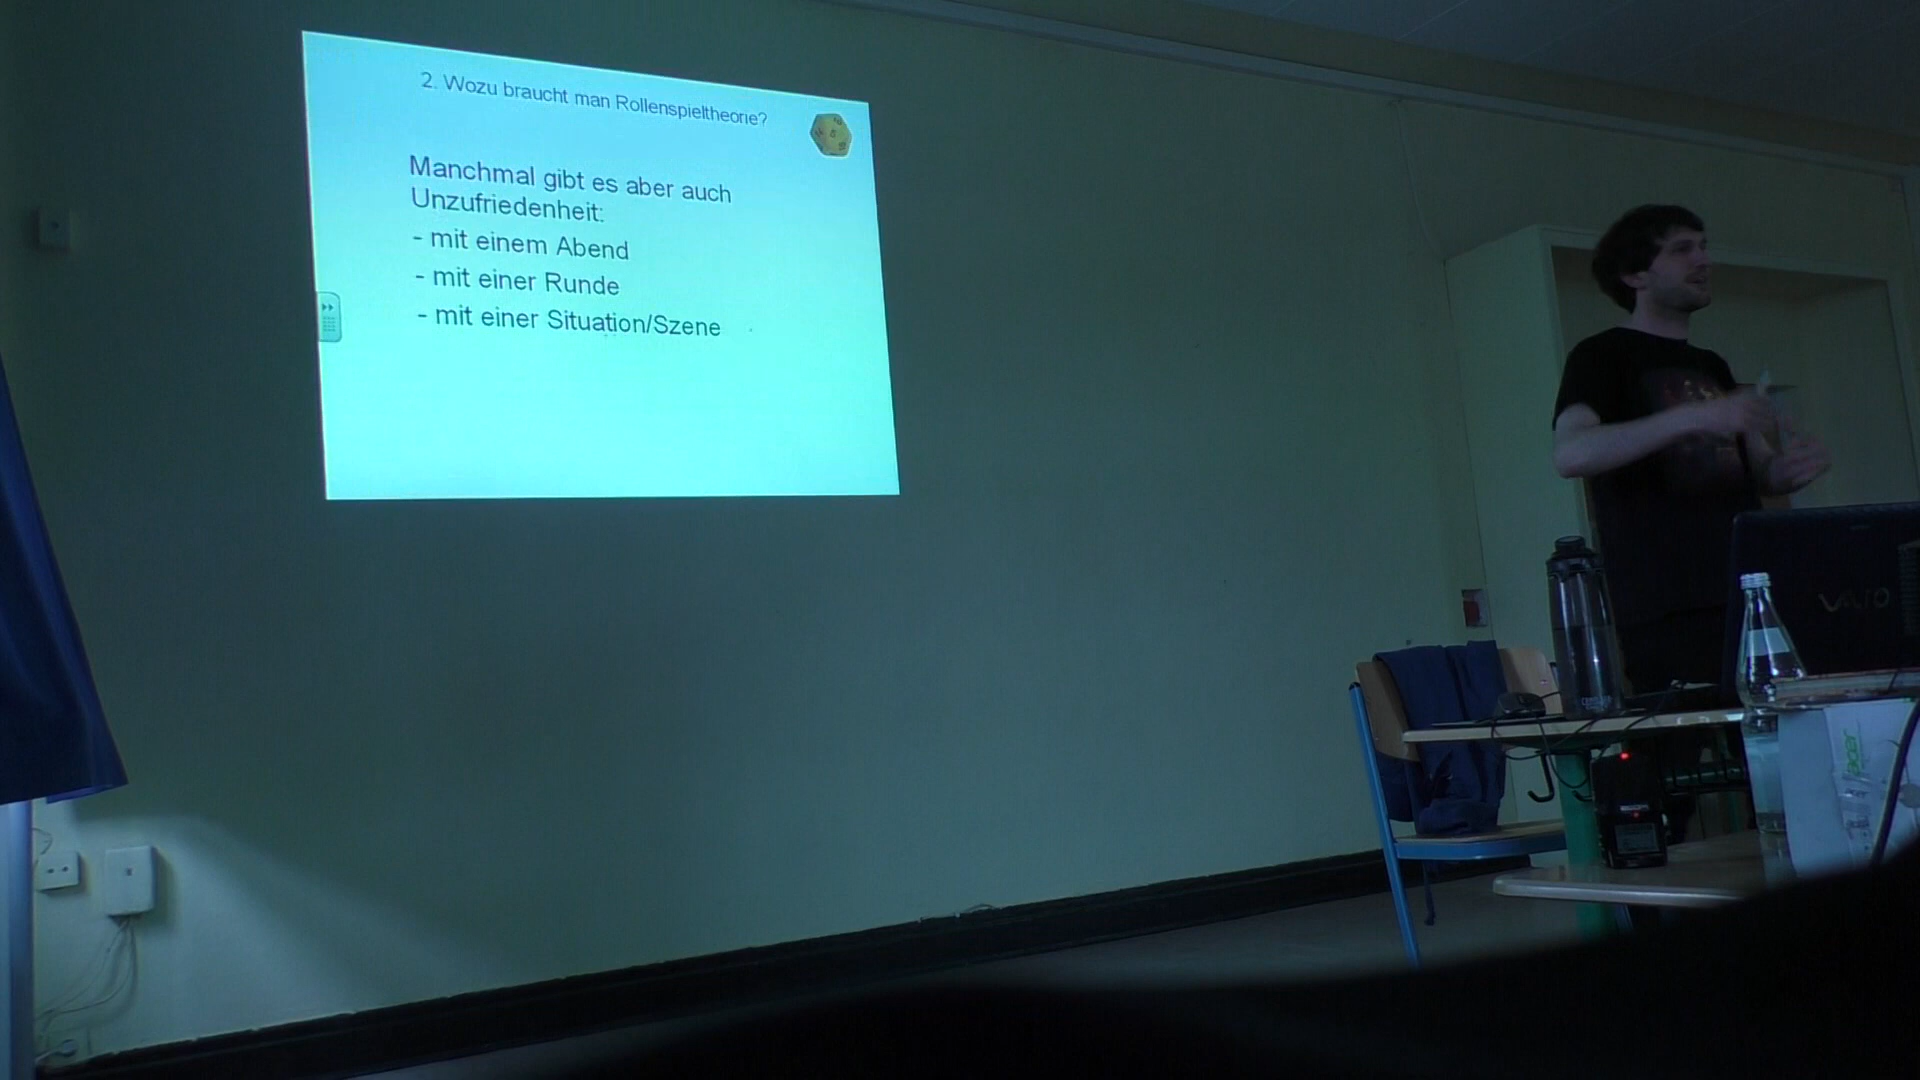 2. Wozu braucht man Rollenspieltheorie?
Manchmal gibt es aber auch
Unzufriedenheit:
- mit einem Abend
- mit einer Runde
- mit einer Situation/Szene
VAIO
acer